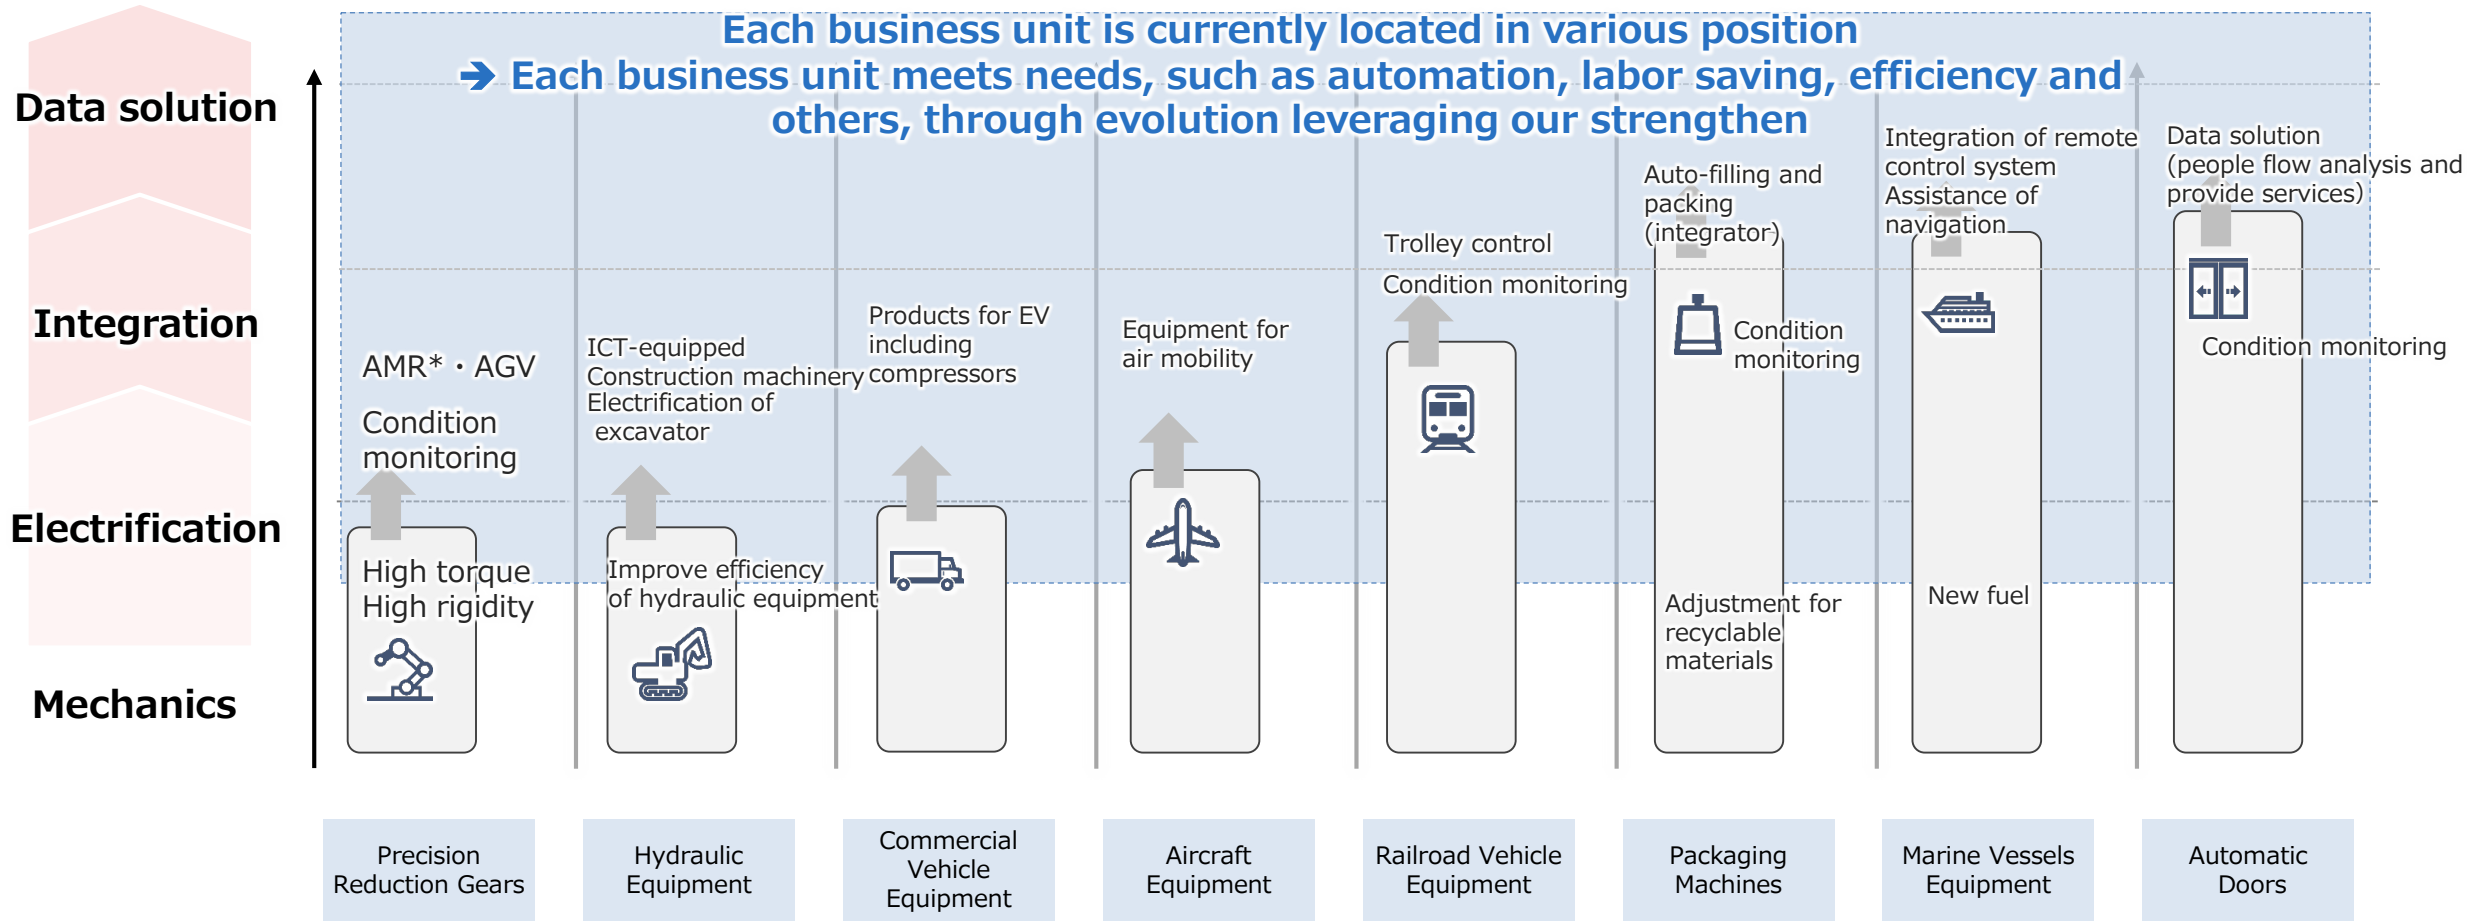 Each business unit is currently located in various position
➔ Each business unit meets needs, such as automation, labor saving, efficiency and
others, through evolution leveraging our strengthen
Data solution
Integration
Electrification
Mechanics
AMR*・AGV
Condition
monitoring
High torque
High rigidity
ICT-equipped
Construction machinery
Electrification of
excavator
Improve efficiency
of hydraulic equipment
Products for EV
including
compressors
Equipment for
air mobility
Trolley control
Condition monitoring
Auto-filling and
packing
(integrator)
Condition
monitoring
Adjustment for
recyclable
materials
Integration of remote
control system
Assistance of
navigation
New fuel
Data solution
(people flow analysis and
provide services)
Condition monitoring
Precision
Reduction Gears
Hydraulic
Equipment
Commercial
Vehicle
Equipment
Aircraft
Equipment
Railroad Vehicle
Equipment
Packaging
Machines
Marine Vessels
Equipment
Automatic
Doors